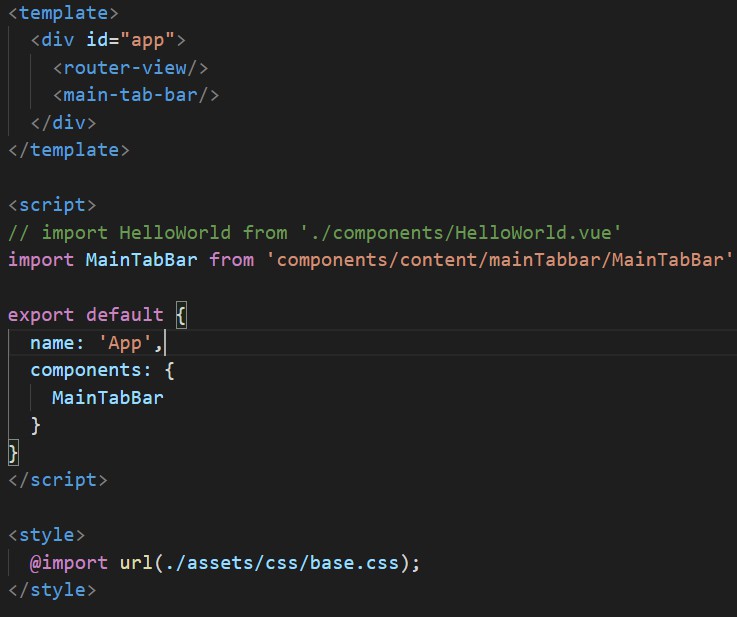 <template>
  <div id="app">
    <router-view/>
    <main-tab-bar/>
  </div>
</template>

<script>
// import HelloWorld from './components/HelloWorld.vue'
import MainTabBar from 'components/content/mainTabbar/MainTabBar'

export default {
  name: 'App',
  components: {
    MainTabBar
  }
}
</script>

<style>
  @import url(./assets/css/base.css);
</style>